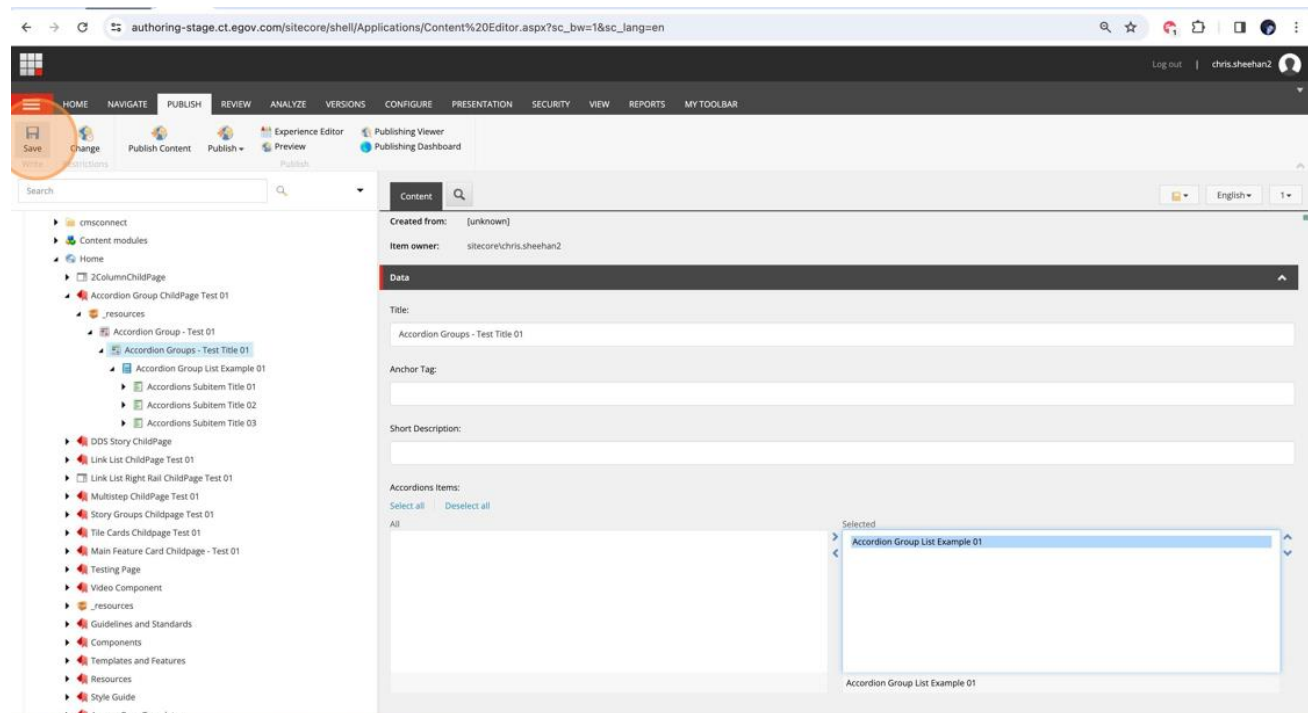 authoring-stage.ct.egov.com/sitecore/shell/Applications/Content%20Editor.aspx?sc_bw=1&sc_lang=en
Log out | chris.sheehan2
HOME NAVIGATE PUBLISH REVIEW ANALYZE VERSIONS CONFIGURE PRESENTATION SECURITY VIEW REPORTS MY TOOLBAR
Save
Change
Publish Content
Publish
Experience Editor
Preview
Publishing Viewer
Publishing Dashboard
Write
Restrictions
Publish
Search
Content
English
1
cmsconnect
Content modules
Home
2ColumnChildPage
Accordion Group ChildPage Test 01
_resources
Accordion Group - Test 01
Accordion Groups - Test Title 01
Accordion Group List Example 01
Accordions Subitem Title 01
Accordions Subitem Title 02
Accordions Subitem Title 03
DDS Story ChildPage
Link List ChildPage Test 01
Link List Right Rail ChildPage Test 01
Multistep ChildPage Test 01
Story Groups Childpage Test 01
Tile Cards Childpage Test 01
Main Feature Card Childpage - Test 01
Testing Page
Video Component
_resources
Guidelines and Standards
Components
Templates and Features
Resources
Style Guide
Created from: [unknown]
Item owner: sitecore\chris.sheehan2
Data
Title:
Accordion Groups - Test Title 01
Anchor Tag:
Short Description:
Accordions Items:
Select all Deselect all
All
Selected
Accordion Group List Example 01
Accordion Group List Example 01